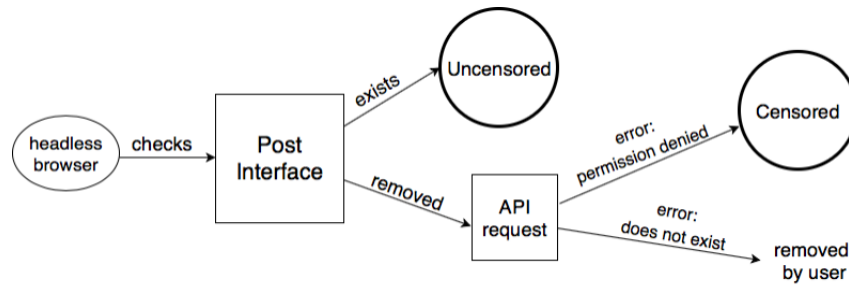 headless
browser
checks
Post
Interface
exists
Uncensored
removed
API
request
error:
permission denied
Censored
error:
does not exist
removed
by user